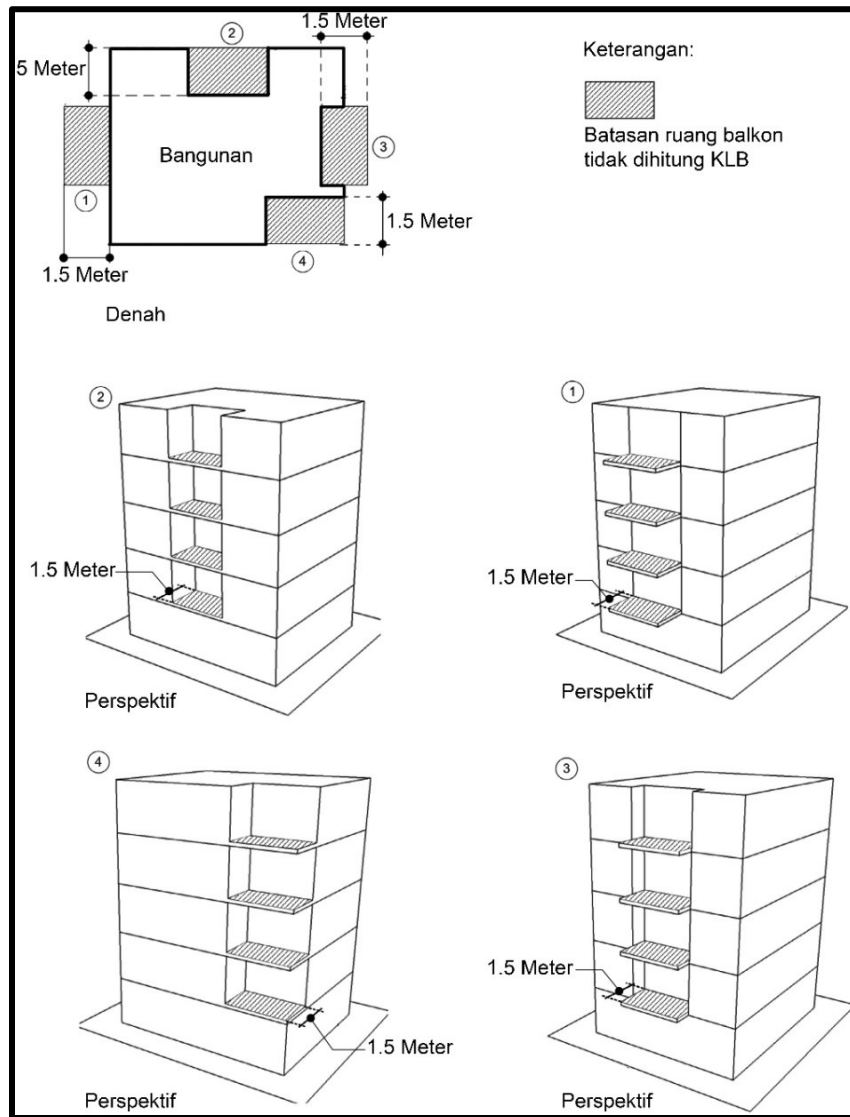 ②
1.5 Meter
5 Meter
Bangunan
③
①
1.5 Meter
④
1.5 Meter
Denah
Keterangan:
Batasan ruang balkon
tidak dihitung KLB
②
1.5 Meter
Perspektif
①
1.5 Meter
Perspektif
④
1.5 Meter
Perspektif
③
1.5 Meter
Perspektif